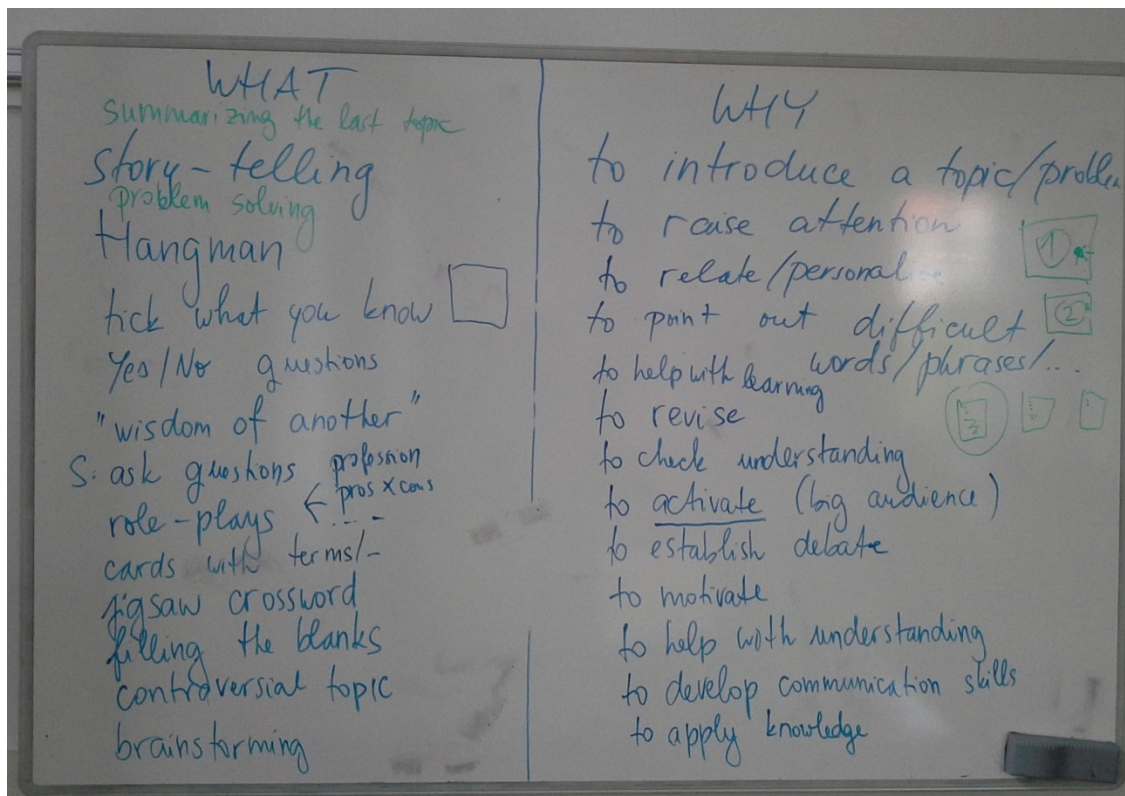 WHAT
summarizing the last topic
story-telling
problem solving
Hangman
tick what you know
Yes/No questions
"wisdom of another"
S: ask questions profession
pros x cons
role-plays
cards with terms/-
jigsaw crossword
filling the blanks
controversial topic
brainstorming
WHY
to introduce a topic/proble
to raise attention
1
to relate/personal
to point out difficult
2
words/phrases/...
to help with learning
to revise
to check understanding
to activate (big audience)
to establish debate
to motivate
to help with understanding
to develop communication skills
to apply knowledge